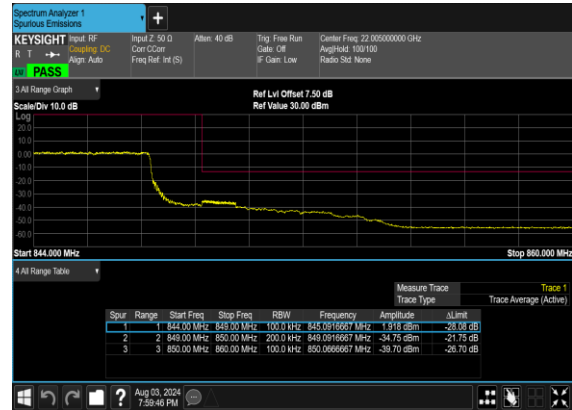 Spectrum Analyzer 1
Spurious Emissions
KEYSIGHT
R T
LW PASS
Input: RF
Coupling: DC
Align: Auto
Input Z: 50 Ω
Corr CCorr
Freq Ref: Int (S)
Atten: 40 dB
Trig: Free Run
Gate: Off
IF Gain: Low
Center Freq: 22.005000000 GHz
Avg|Hold: 100/100
Radio Std: None
3 All Range Graph
Scale/Div 10.0 dB
Ref Lvl Offset 7.50 dB
Ref Value 30.00 dBm
Log
20.0
10.0
0.00
-10.0
-20.0
-30.0
-40.0
-50.0
-60.0
Start 844.000 MHz
Stop 860.000 MHz
4 All Range Table
Measure Trace Trace 1
Trace Type Trace Average (Active)
Spur Range Start Freq Stop Freq RBW Frequency Amplitude ΔLimit
1 1 844.00 MHz 849.00 MHz 100.0 kHz 845.0916667 MHz 1.918 dBm -28.08 dB
2 2 849.00 MHz 850.00 MHz 200.0 kHz 849.0916667 MHz -34.75 dBm -21.75 dB
3 3 850.00 MHz 860.00 MHz 100.0 kHz 850.0666667 MHz -39.70 dBm -26.70 dB
?
Aug 03, 2024
7:59:46 PM